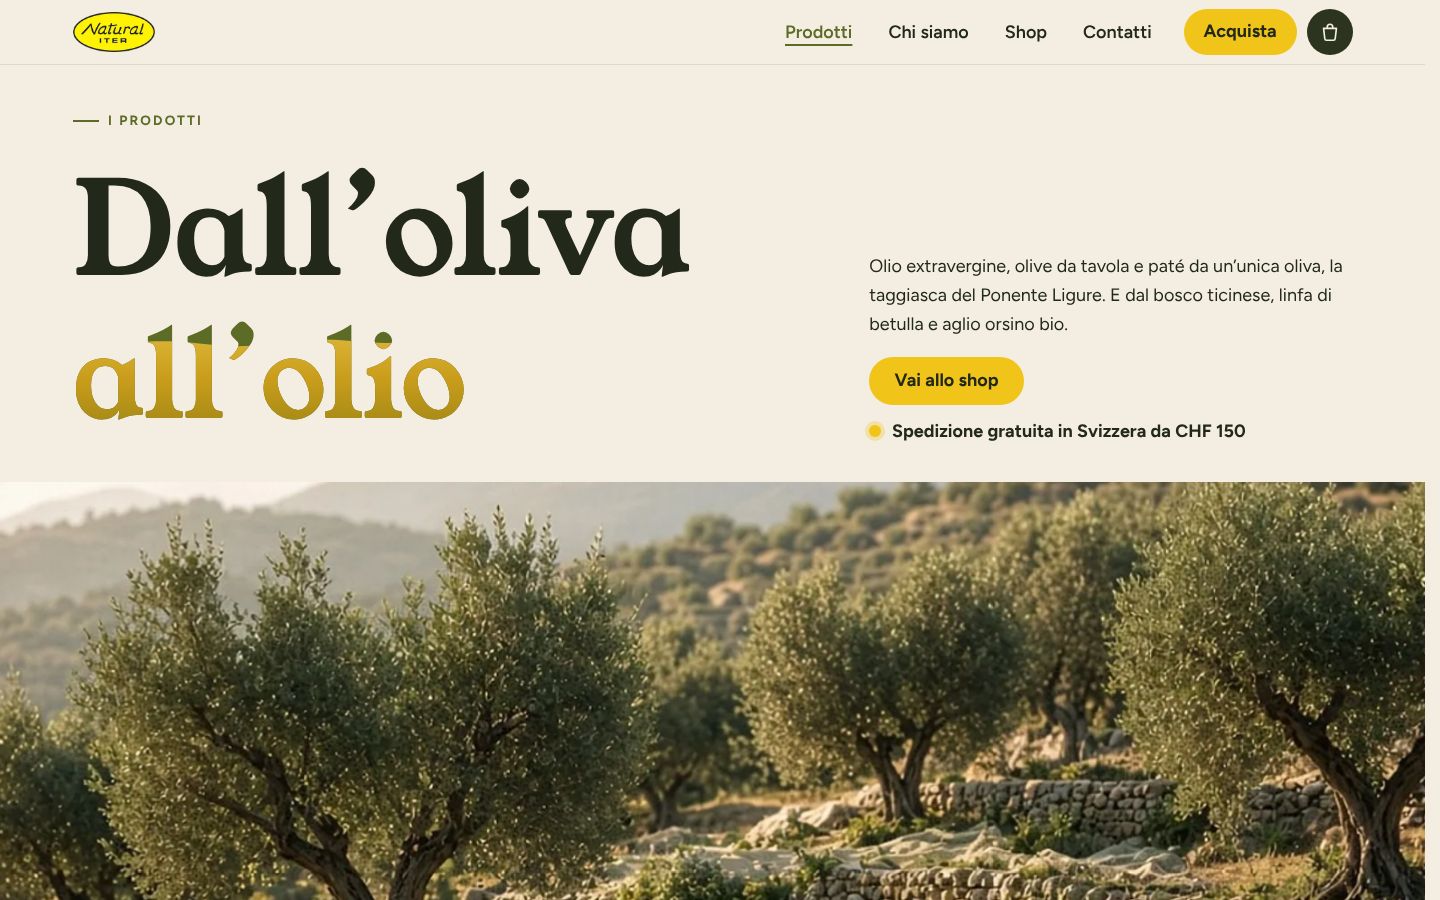 Natural
ITER
Prodotti
Chi siamo
Shop
Contatti
Acquista
I PRODOTTI
Dall’oliva
all’olio
Olio extravergine, olive da tavola e paté da un’unica oliva, la
taggiasca del Ponente Ligure. E dal bosco ticinese, linfa di
betulla e aglio orsino bio.
Vai allo shop
Spedizione gratuita in Svizzera da CHF 150